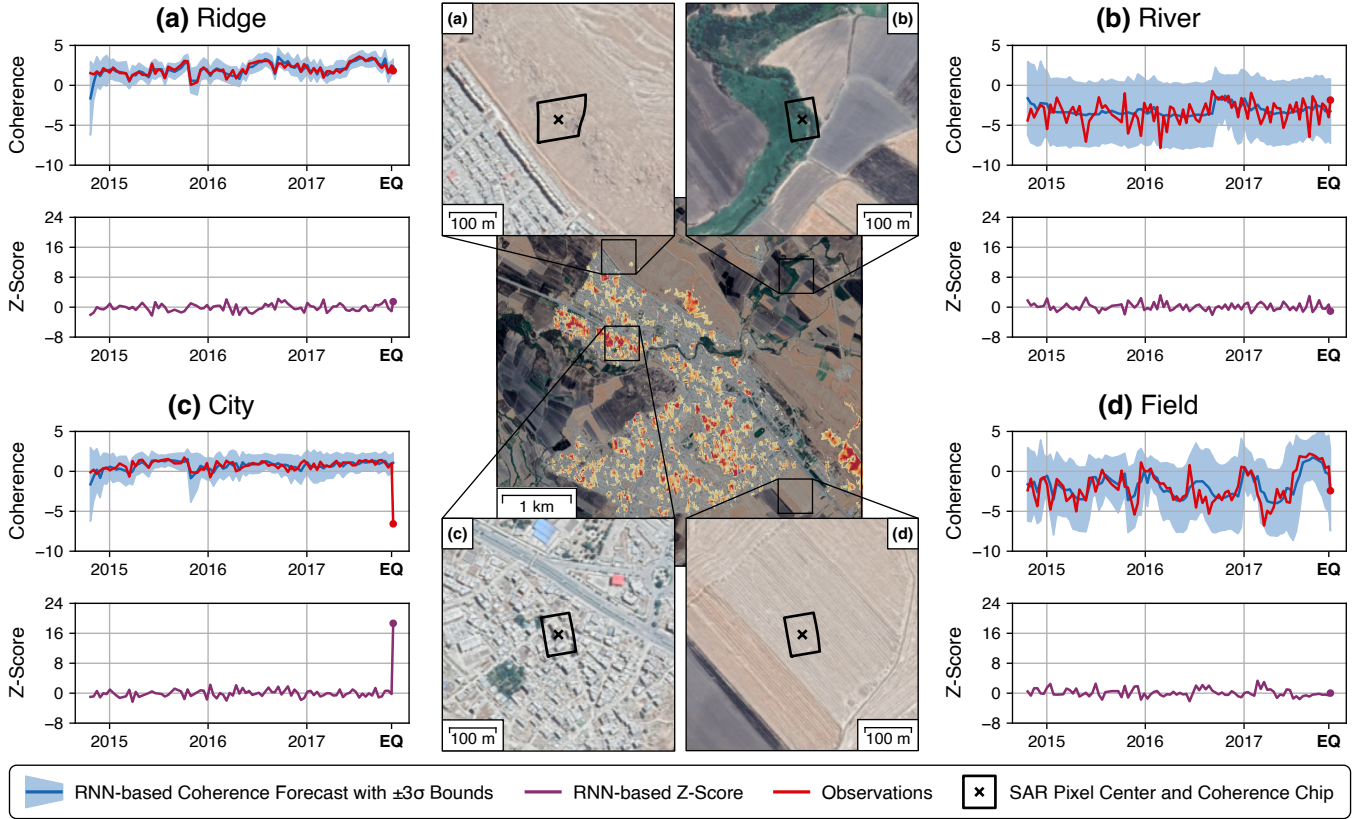 (a) Ridge
Coherence
5
0
−5
−10
2015
2016
2017
EQ
Z-Score
24
16
8
0
−8
2015
2016
2017
EQ
(c) City
Coherence
5
0
−5
−10
2015
2016
2017
EQ
Z-Score
24
16
8
0
−8
2015
2016
2017
EQ
(a)
100 m
(b)
100 m
1 km
(c)
100 m
(d)
100 m
(b) River
Coherence
5
0
−5
−10
2015
2016
2017
EQ
Z-Score
24
16
8
0
−8
2015
2016
2017
EQ
(d) Field
Coherence
5
0
−5
−10
2015
2016
2017
EQ
Z-Score
24
16
8
0
−8
2015
2016
2017
EQ
RNN-based Coherence Forecast with ±3σ Bounds
RNN-based Z-Score
Observations
SAR Pixel Center and Coherence Chip